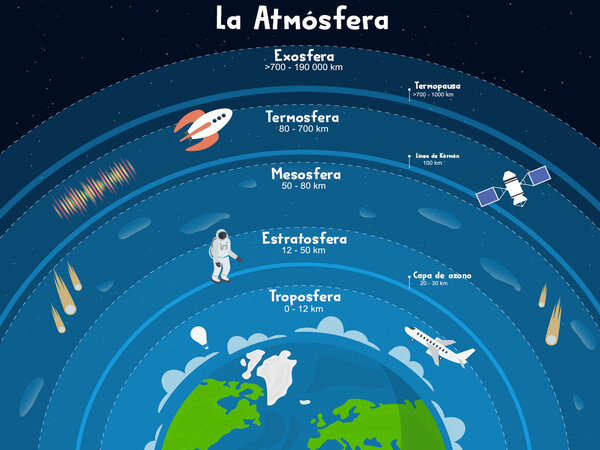 La Atmósfera
Exosfera
>700 - 190 000 km
Termopausa
>700 - 1000 km
Termosfera
80 - 700 km
Línea de Kármán
100 km
Mesosfera
50 - 80 km
Estratosfera
12 - 50 km
Capa de ozono
20 - 30 km
Troposfera
0 - 12 km